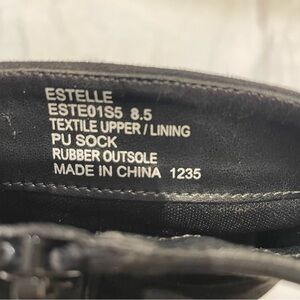 ESTELLE
ESTE01S5 8.5
TEXTILE UPPER / LINING
PU SOCK
RUBBER OUTSOLE
MADE IN CHINA 1235